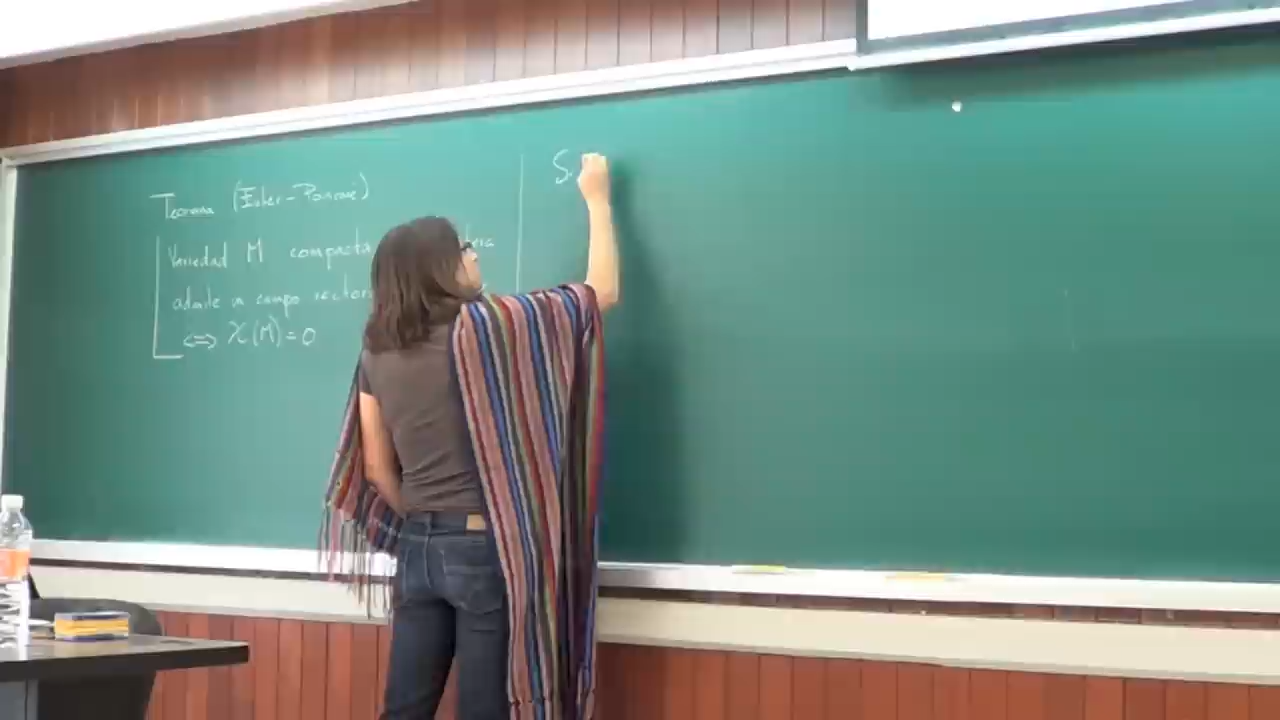 Teorema (Euler-Poincaré)
Variedad M compacta
admite un campo vectori
⟺ χ(M)=0
S